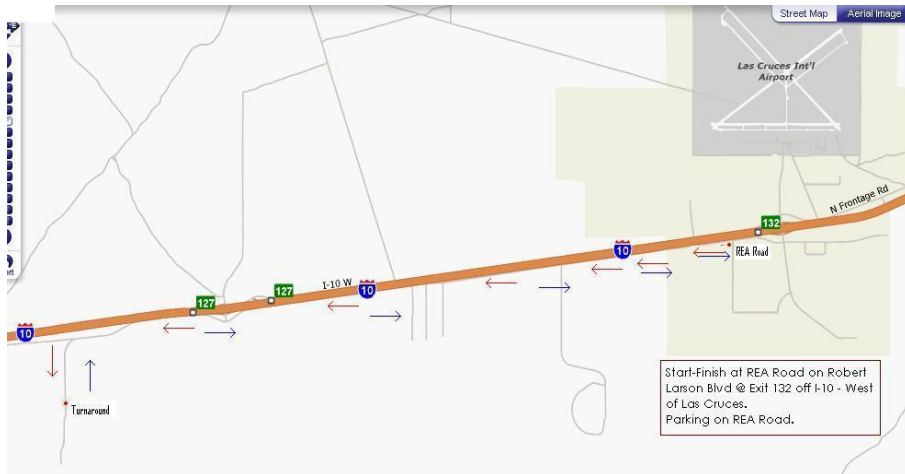 Street Map
Aerial Image
Las Cruces Int'l
Airport
N Frontage Rd
132
REA Road
10
I-10 W
127
10
127
10
Turnaround
Start-Finish at REA Road on Robert
Larson Blvd @ Exit 132 off I-10 - West
of Las Cruces.
Parking on REA Road.